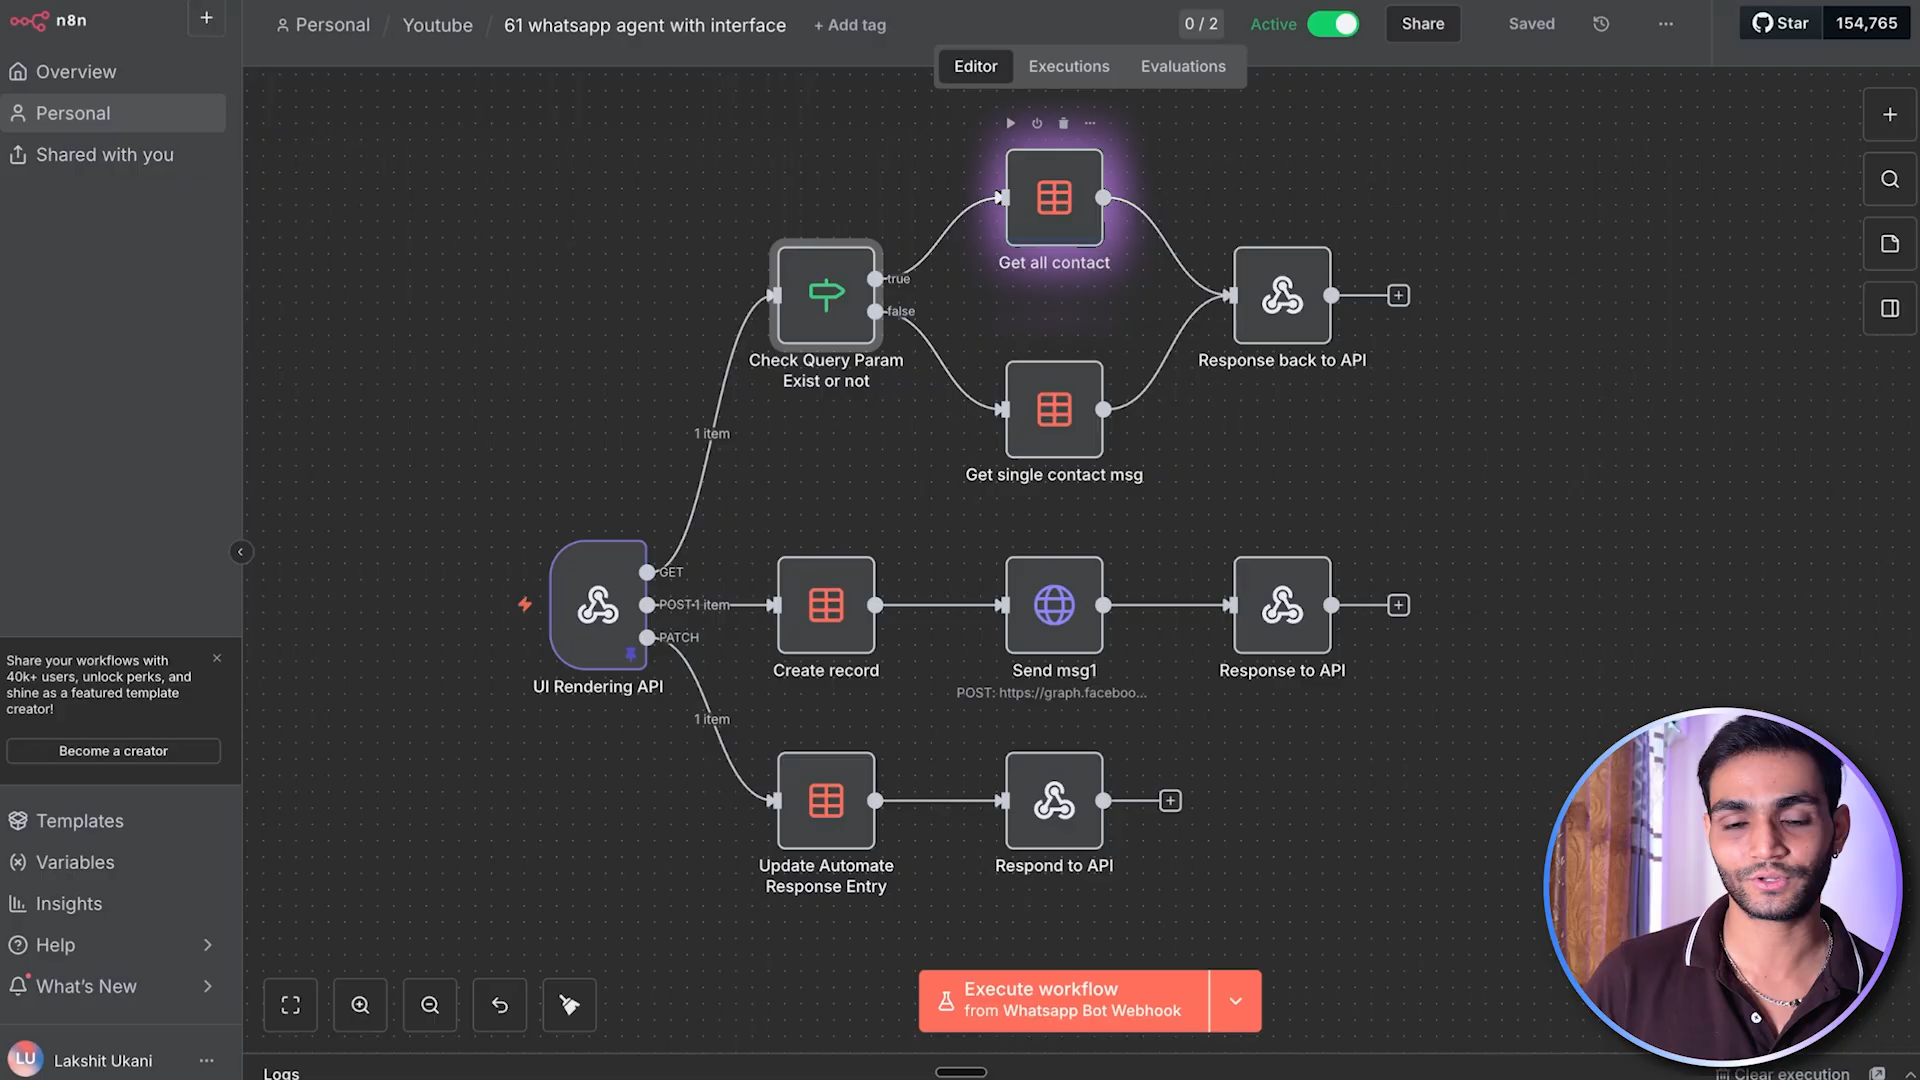 n8n
+
Personal / Youtube / 61 whatsapp agent with interface + Add tag
0 / 2
Active
Share
Saved
Star 154,765
Editor Executions Evaluations
Overview
Personal
Shared with you
Get all contact
true
false
Check Query Param
Exist or not
Response back to API
Get single contact msg
1 item
GET
POST 1 item
PATCH
UI Rendering API
Create record
Send msg1
POST: https://graph.faceboo...
Response to API
1 item
Update Automate
Response Entry
Respond to API
Share your workflows with
40k+ users, unlock perks, and
shine as a featured template
creator!
Become a creator
Templates
Variables
Insights
Help
What's New
LU Lakshit Ukani
Execute workflow
from Whatsapp Bot Webhook
Logs
Clear execution